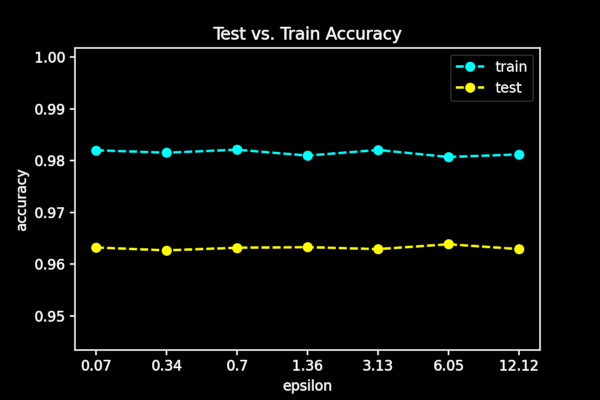 Test vs. Train Accuracy
1.00
0.99
0.98
0.97
0.96
0.95
accuracy
train
test
0.07 0.34 0.7 1.36 3.13 6.05 12.12
epsilon